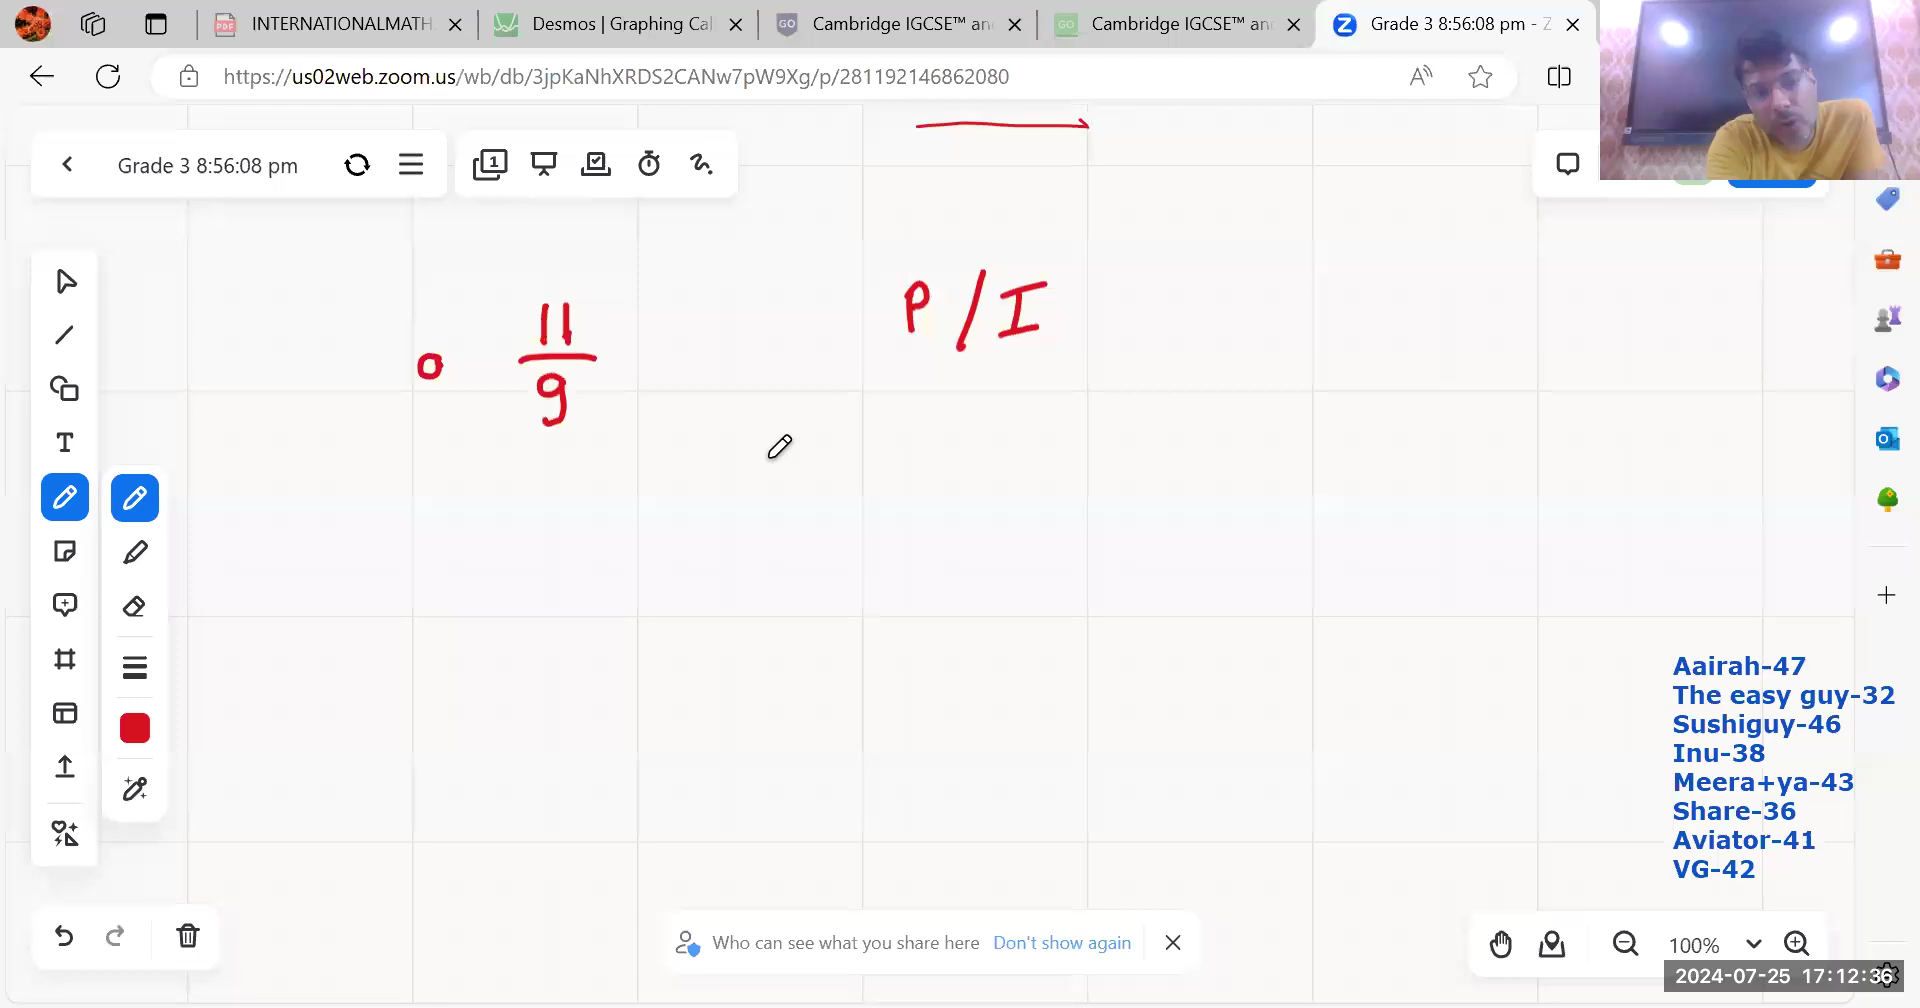 INTERNATIONALMATH
Desmos | Graphing Cal
Cambridge IGCSE™ an
Cambridge IGCSE™ an
Grade 3 8:56:08 pm - Z
https://us02web.zoom.us/wb/db/3jpKaNhXRDS2CANw7pW9Xg/p/281192146862080
Grade 3 8:56:08 pm
1
P/I
11
o
9
T
Aairah-47
The easy guy-32
Sushiguy-46
Inu-38
Meera+ya-43
Share-36
Aviator-41
VG-42
Who can see what you share here Don't show again
100%
2024-07-25 17:12:36